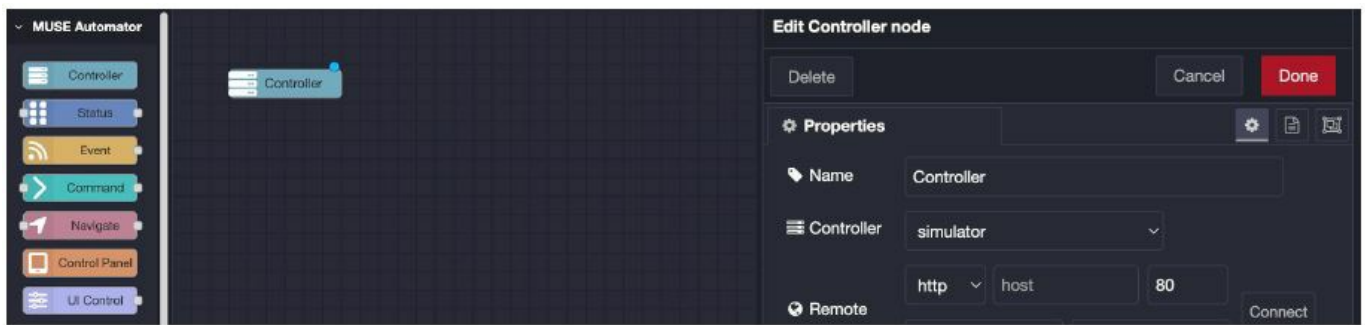 MUSE Automator
Controller
Status
Event
Command
Navigate
Control Panel
UI Control
Controller
Edit Controller node
Delete
Cancel
Done
Properties
Name
Controller
Controller
simulator
http
host
80
Remote
Connect